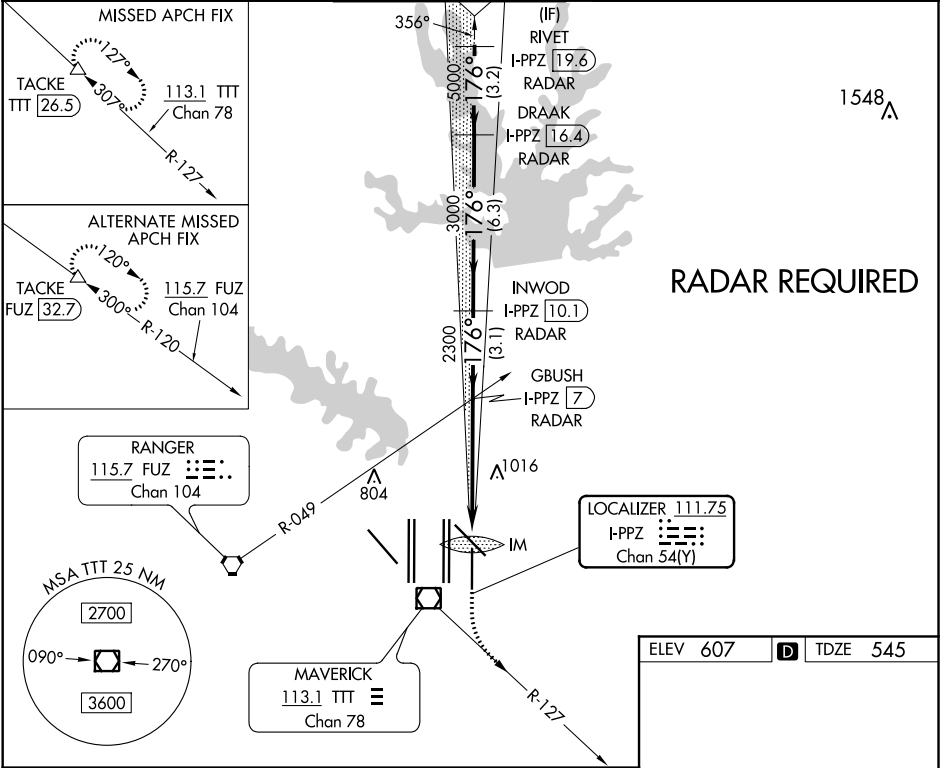 MISSED APCH FIX
127°
307°
TACKE
TTT 26.5
113.1 TTT
Chan 78
R-127
ALTERNATE MISSED
APCH FIX
120°
300°
TACKE
FUZ 32.7
115.7 FUZ
Chan 104
R-120
356°
(IF)
RIVET
I-PPZ 19.6
RADAR
5000
176°
(3.2)
DRAAK
I-PPZ 16.4
RADAR
1548
3000
176°
(6.3)
RADAR REQUIRED
INWOD
I-PPZ 10.1
RADAR
2300
176°
(3.1)
GBUSH
I-PPZ 7
RADAR
RANGER
115.7 FUZ
Chan 104
R-049
804
1016
LOCALIZER 111.75
I-PPZ
Chan 54(Y)
IM
MSA TTT 25 NM
2700
090°
270°
3600
MAVERICK
113.1 TTT
Chan 78
R-127
ELEV 607 D TDZE 545